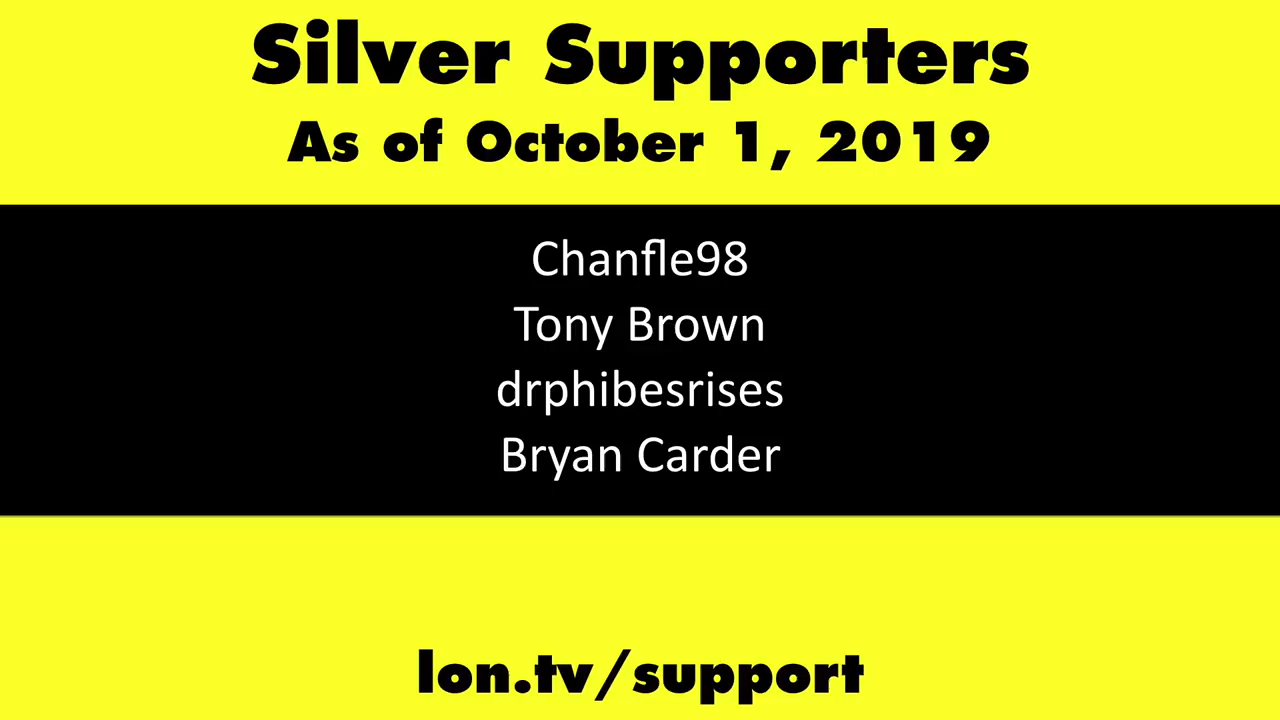 Silver Supporters
As of October 1, 2019
Chanfle98
Tony Brown
drphibesrises
Bryan Carder
lon.tv/support